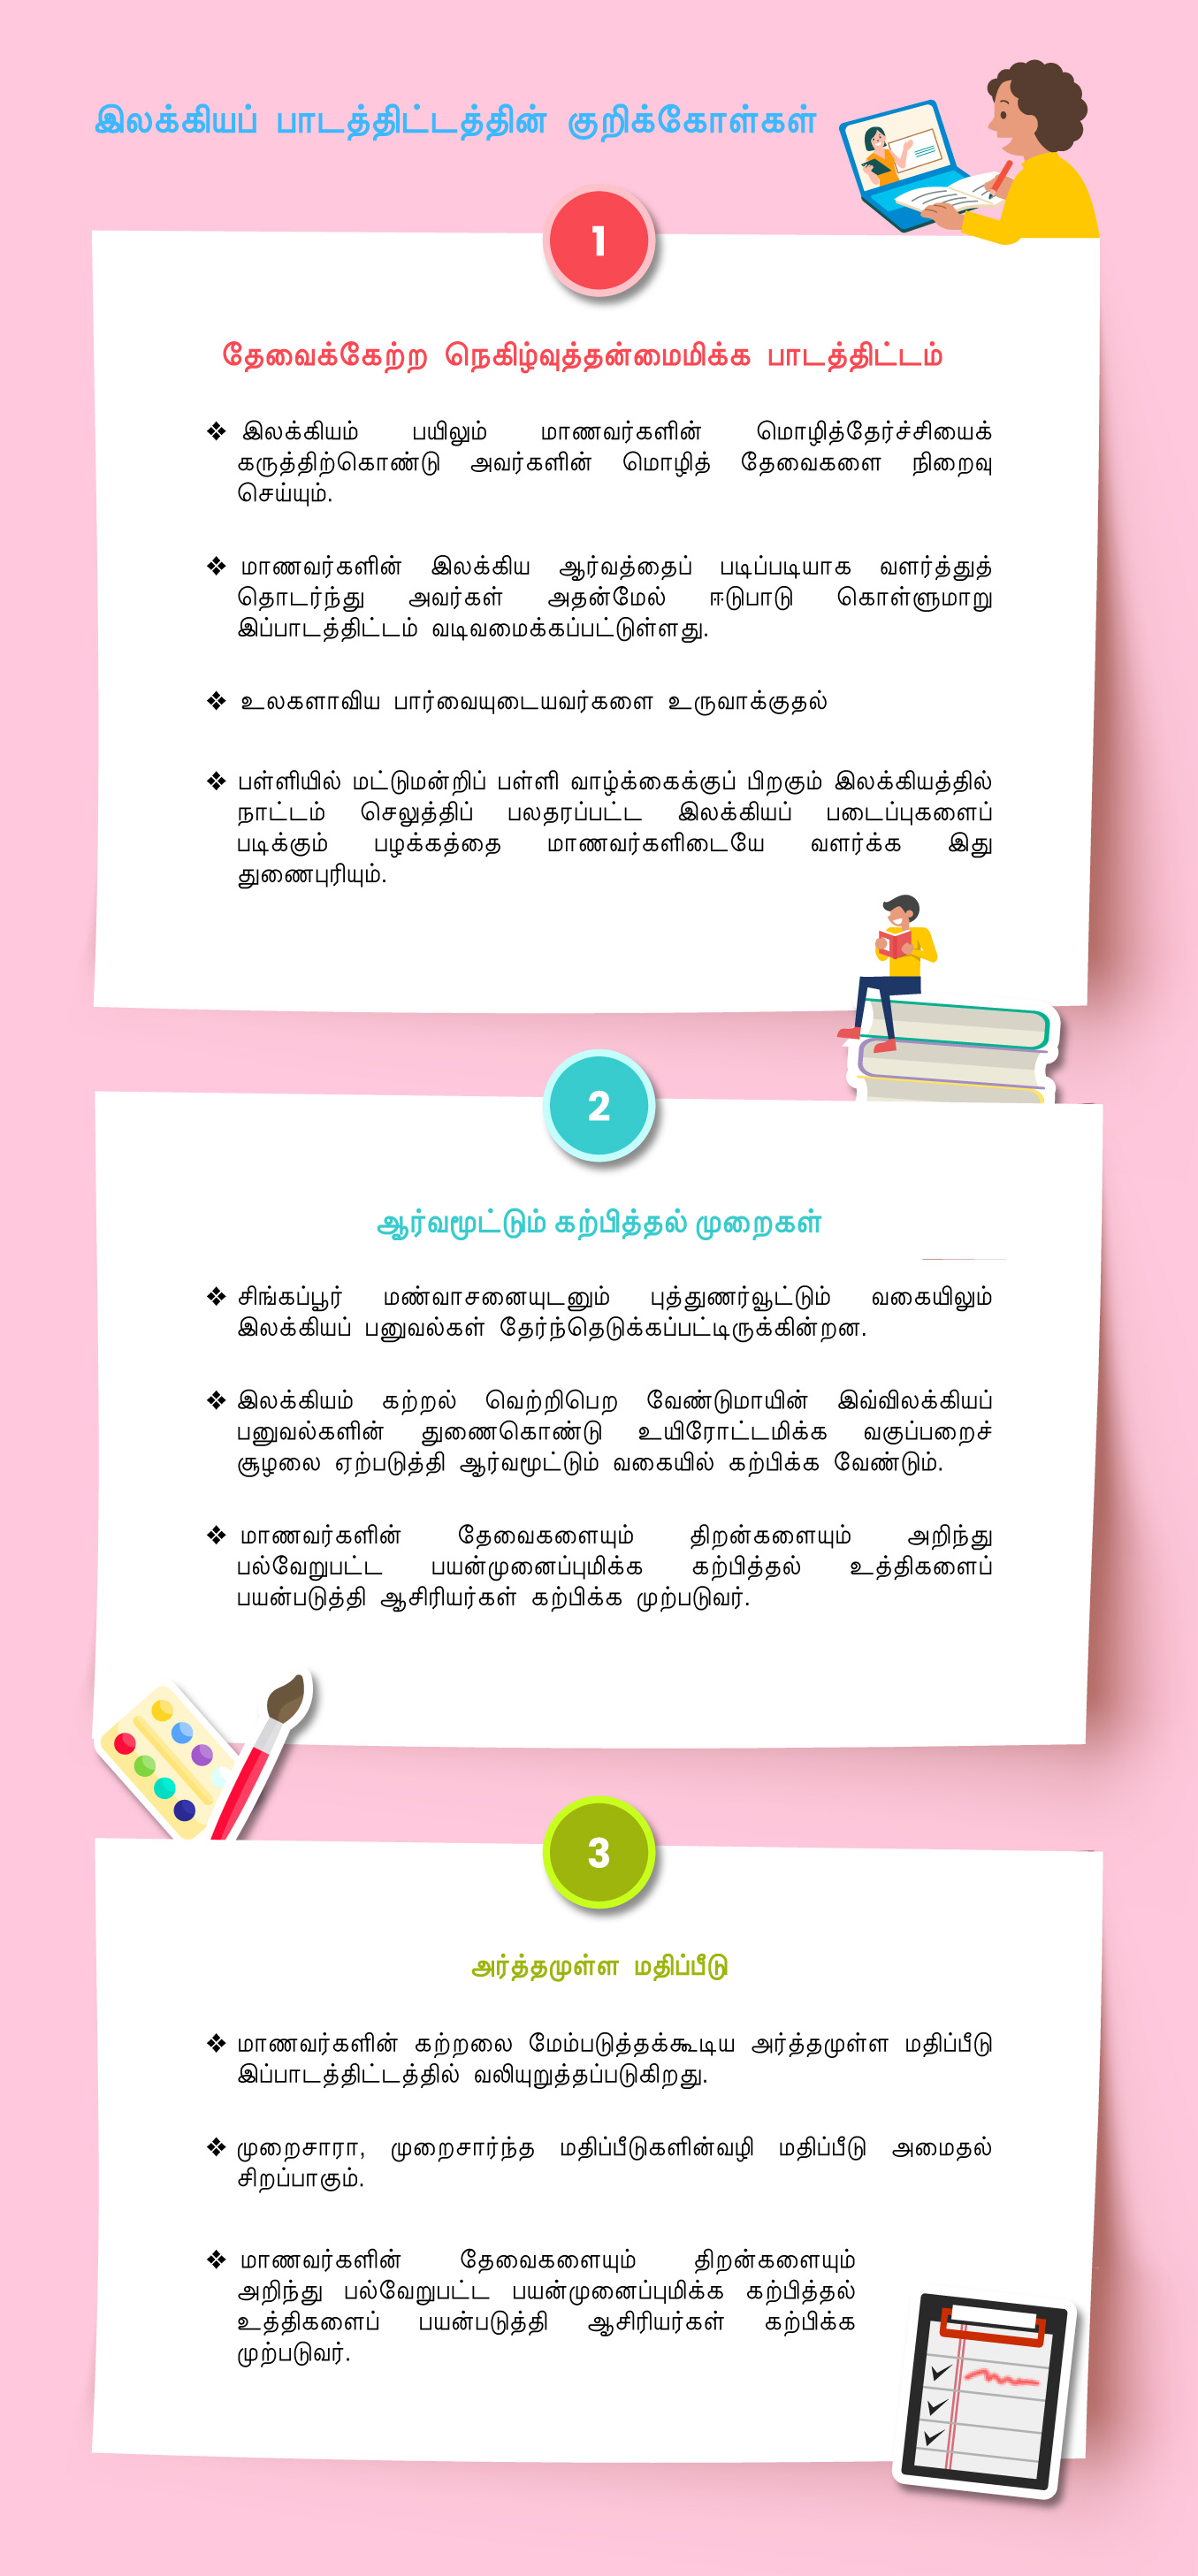 இலக்கியப் பாடத்திட்டத்தின் குறிக்கோள்கள்
1
தேவைக்கேற்ற நெகிழ்வுத்தன்மைமிக்க பாடத்திட்டம்
❖ இலக்கியம் பயிலும் மாணவர்களின் மொழித்தேர்ச்சியைக்
கருத்திற்கொண்டு அவர்களின் மொழித் தேவைகளை நிறைவு
செய்யும்.
❖ மாணவர்களின் இலக்கிய ஆர்வத்தைப் படிப்படியாக வளர்த்துத்
தொடர்ந்து அவர்கள் அதன்மேல் ஈடுபாடு கொள்ளுமாறு
இப்பாடத்திட்டம் வடிவமைக்கப்பட்டுள்ளது.
❖ உலகளாவிய பார்வையுடையவர்களை உருவாக்குதல்
❖ பள்ளியில் மட்டுமன்றிப் பள்ளி வாழ்க்கைக்குப் பிறகும் இலக்கியத்தில்
நாட்டம் செலுத்திப் பலதரப்பட்ட இலக்கியப் படைப்புகளைப்
படிக்கும் பழக்கத்தை மாணவர்களிடையே வளர்க்க இது
துணைபுரியும்.
2
ஆர்வமூட்டும் கற்பித்தல் முறைகள்
❖ சிங்கப்பூர் மண்வாசனையுடனும் புத்துணர்வூட்டும் வகையிலும்
இலக்கியப் பனுவல்கள் தேர்ந்தெடுக்கப்பட்டிருக்கின்றன.
❖ இலக்கியம் கற்றல் வெற்றிபெற வேண்டுமாயின் இவ்விலக்கியப்
பனுவல்களின் துணைகொண்டு உயிரோட்டமிக்க வகுப்பறைச்
சூழலை ஏற்படுத்தி ஆர்வமூட்டும் வகையில் கற்பிக்க வேண்டும்.
❖ மாணவர்களின் தேவைகளையும் திறன்களையும் அறிந்து
பல்வேறுபட்ட பயன்முனைப்புமிக்க கற்பித்தல் உத்திகளைப்
பயன்படுத்தி ஆசிரியர்கள் கற்பிக்க முற்படுவர்.
3
அர்த்தமுள்ள மதிப்பீடு
❖ மாணவர்களின் கற்றலை மேம்படுத்தக்கூடிய அர்த்தமுள்ள மதிப்பீடு
இப்பாடத்திட்டத்தில் வலியுறுத்தப்படுகிறது.
❖ முறைசாரா, முறைசார்ந்த மதிப்பீடுகளின்வழி மதிப்பீடு அமைதல்
சிறப்பாகும்.
❖ மாணவர்களின் தேவைகளையும் திறன்களையும்
அறிந்து பல்வேறுபட்ட பயன்முனைப்புமிக்க கற்பித்தல்
உத்திகளைப் பயன்படுத்தி ஆசிரியர்கள் கற்பிக்க
முற்படுவர்.